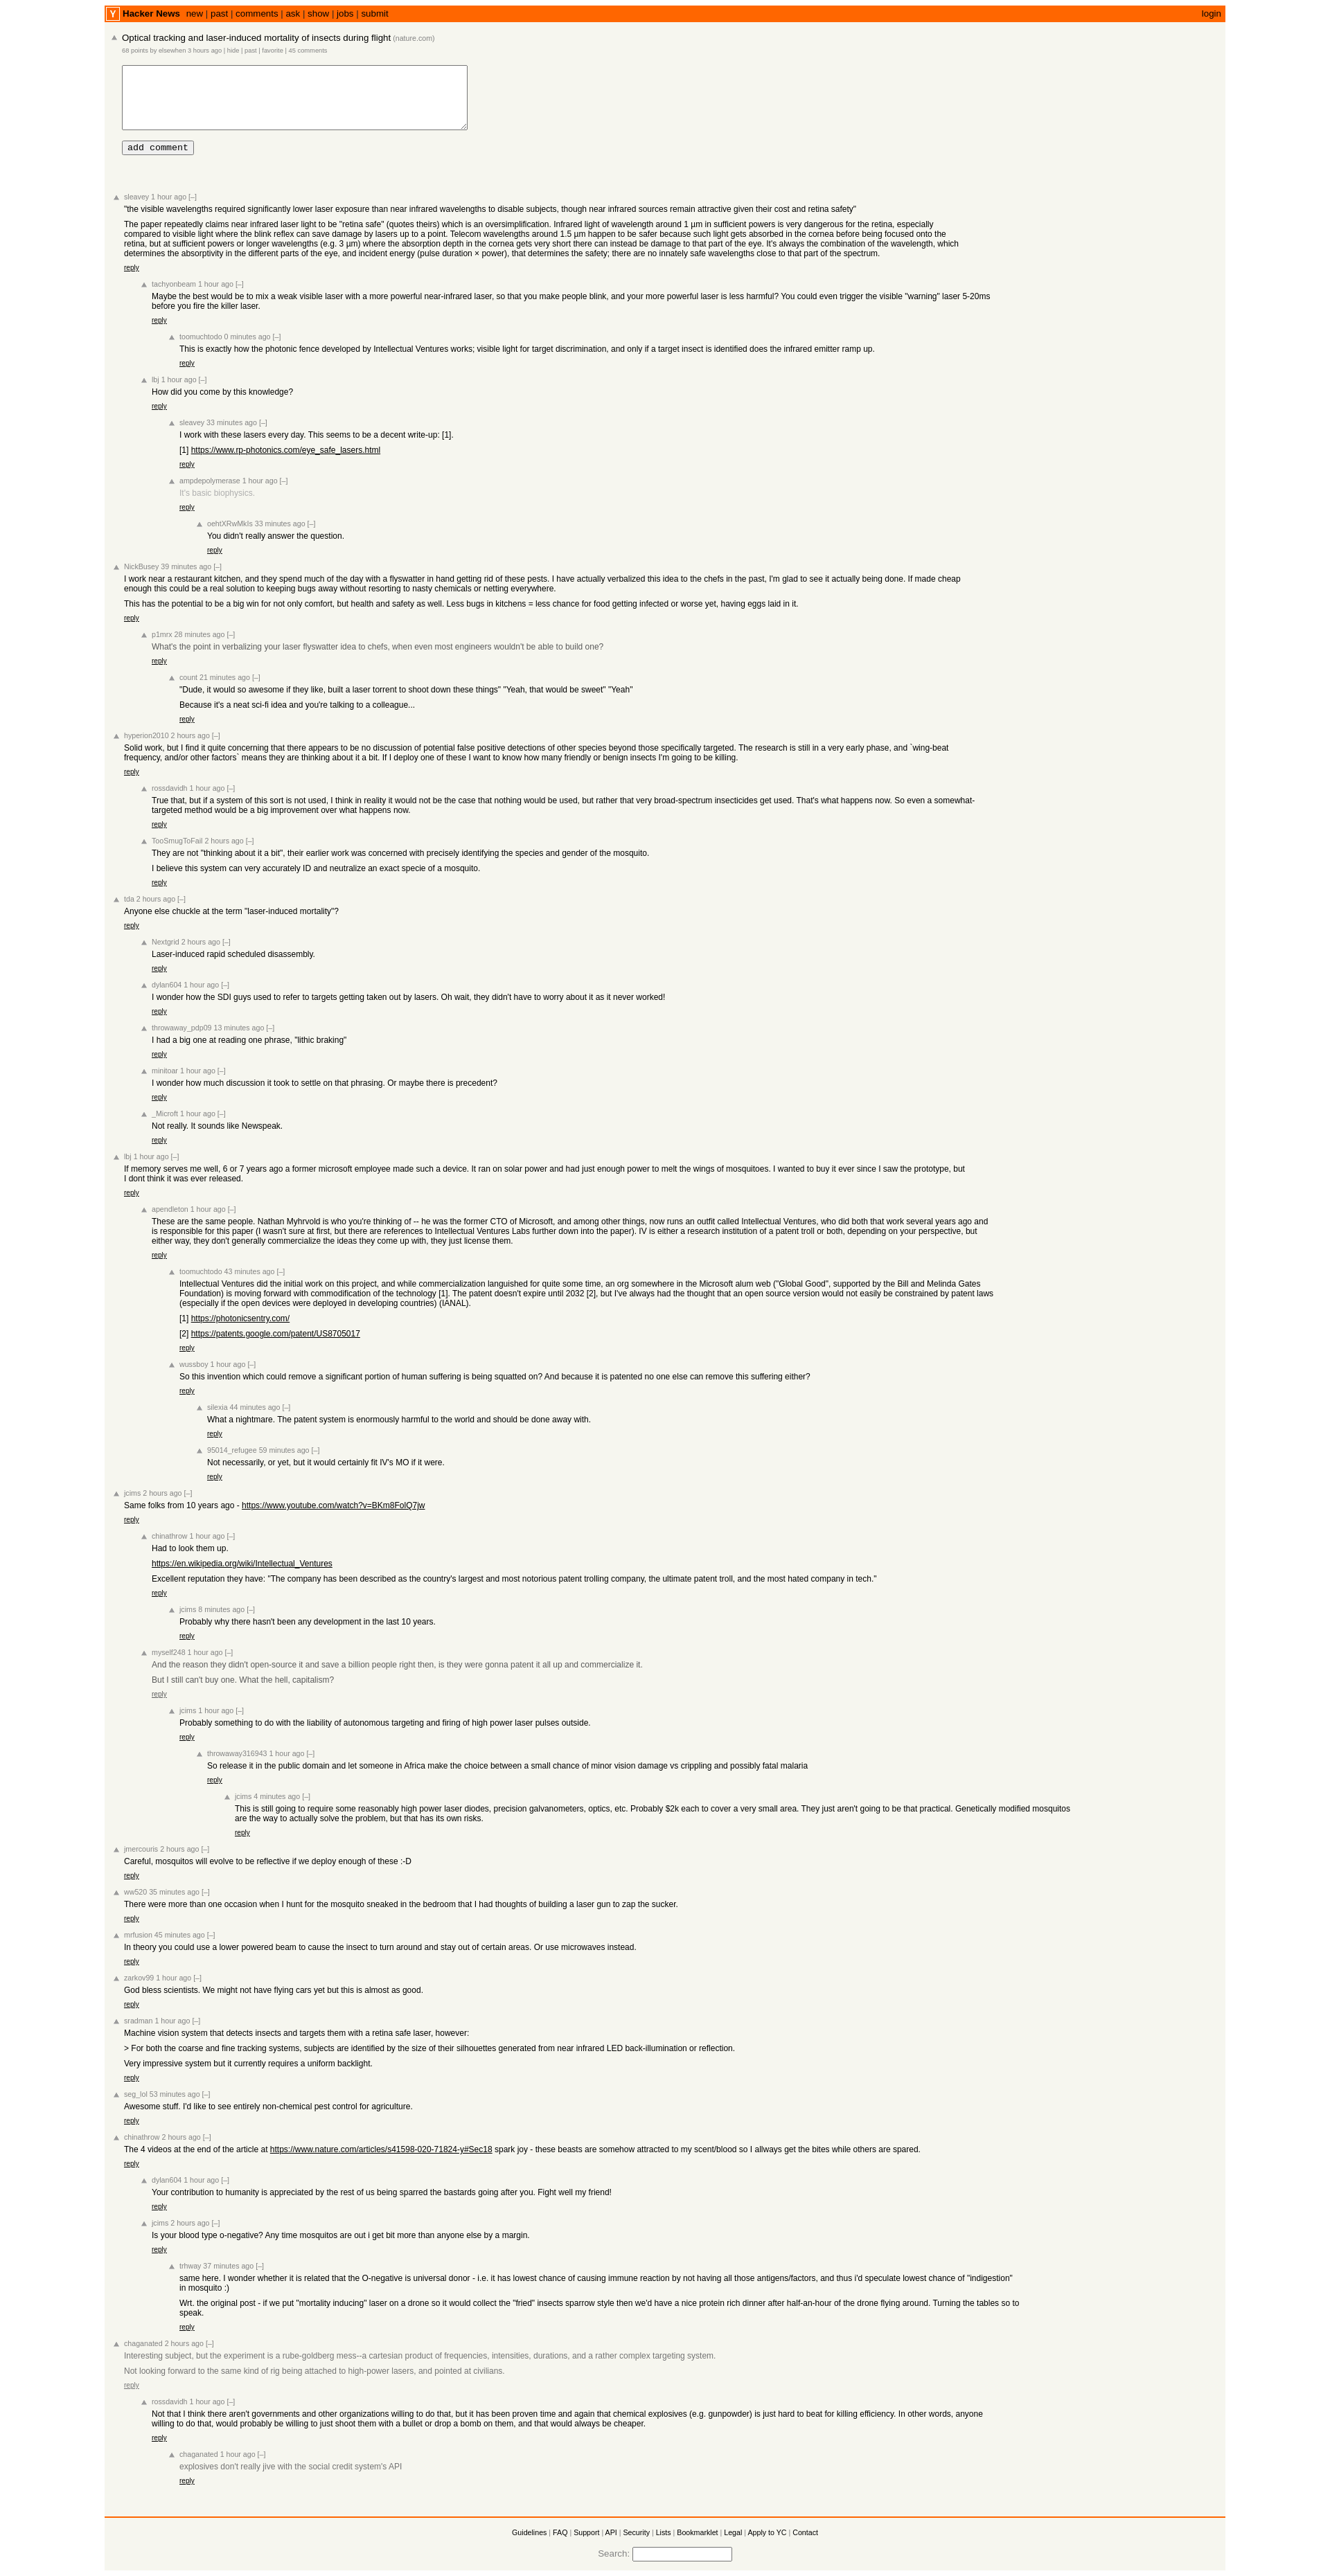 Y Hacker News new | past | comments | ask | show | jobs | submit login
Optical tracking and laser-induced mortality of insects during flight (nature.com)
68 points by elsewhen 3 hours ago | hide | past | favorite | 45 comments
add comment
sleavey 1 hour ago [–]
"the visible wavelengths required significantly lower laser exposure than near infrared wavelengths to disable subjects, though near infrared sources remain attractive given their cost and retina safety"
The paper repeatedly claims near infrared laser light to be "retina safe" (quotes theirs) which is an oversimplification. Infrared light of wavelength around 1 µm in sufficient powers is very dangerous for the retina, especially
compared to visible light where the blink reflex can save damage by lasers up to a point. Telecom wavelengths around 1.5 µm happen to be safer because such light gets absorbed in the cornea before being focused onto the
retina, but at sufficient powers or longer wavelengths (e.g. 3 µm) where the absorption depth in the cornea gets very short there can instead be damage to that part of the eye. It's always the combination of the wavelength, which
determines the absorptivity in the different parts of the eye, and incident energy (pulse duration × power), that determines the safety; there are no innately safe wavelengths close to that part of the spectrum.
reply
tachyonbeam 1 hour ago [–]
Maybe the best would be to mix a weak visible laser with a more powerful near-infrared laser, so that you make people blink, and your more powerful laser is less harmful? You could even trigger the visible "warning" laser 5-20ms
before you fire the killer laser.
reply
toomuchtodo 0 minutes ago [–]
This is exactly how the photonic fence developed by Intellectual Ventures works; visible light for target discrimination, and only if a target insect is identified does the infrared emitter ramp up.
reply
lbj 1 hour ago [–]
How did you come by this knowledge?
reply
sleavey 33 minutes ago [–]
I work with these lasers every day. This seems to be a decent write-up: [1].
[1] https://www.rp-photonics.com/eye_safe_lasers.html
reply
ampdepolymerase 1 hour ago [–]
It's basic biophysics.
reply
oehtXRwMkIs 33 minutes ago [–]
You didn't really answer the question.
reply
NickBusey 39 minutes ago [–]
I work near a restaurant kitchen, and they spend much of the day with a flyswatter in hand getting rid of these pests. I have actually verbalized this idea to the chefs in the past, I'm glad to see it actually being done. If made cheap
enough this could be a real solution to keeping bugs away without resorting to nasty chemicals or netting everywhere.
This has the potential to be a big win for not only comfort, but health and safety as well. Less bugs in kitchens = less chance for food getting infected or worse yet, having eggs laid in it.
reply
p1mrx 28 minutes ago [–]
What's the point in verbalizing your laser flyswatter idea to chefs, when even most engineers wouldn't be able to build one?
reply
count 21 minutes ago [–]
"Dude, it would so awesome if they like, built a laser torrent to shoot down these things" "Yeah, that would be sweet" "Yeah"
Because it's a neat sci-fi idea and you're talking to a colleague...
reply
hyperion2010 2 hours ago [–]
Solid work, but I find it quite concerning that there appears to be no discussion of potential false positive detections of other species beyond those specifically targeted. The research is still in a very early phase, and `wing-beat
frequency, and/or other factors` means they are thinking about it a bit. If I deploy one of these I want to know how many friendly or benign insects I'm going to be killing.
reply
rossdavidh 1 hour ago [–]
True that, but if a system of this sort is not used, I think in reality it would not be the case that nothing would be used, but rather that very broad-spectrum insecticides get used. That's what happens now. So even a somewhat-
targeted method would be a big improvement over what happens now.
reply
TooSmugToFail 2 hours ago [–]
They are not "thinking about it a bit", their earlier work was concerned with precisely identifying the species and gender of the mosquito.
I believe this system can very accurately ID and neutralize an exact specie of a mosquito.
reply
tda 2 hours ago [–]
Anyone else chuckle at the term "laser-induced mortality"?
reply
Nextgrid 2 hours ago [–]
Laser-induced rapid scheduled disassembly.
reply
dylan604 1 hour ago [–]
I wonder how the SDI guys used to refer to targets getting taken out by lasers. Oh wait, they didn't have to worry about it as it never worked!
reply
throwaway_pdp09 13 minutes ago [–]
I had a big one at reading one phrase, "lithic braking"
reply
minitoar 1 hour ago [–]
I wonder how much discussion it took to settle on that phrasing. Or maybe there is precedent?
reply
_Microft 1 hour ago [–]
Not really. It sounds like Newspeak.
reply
lbj 1 hour ago [–]
If memory serves me well, 6 or 7 years ago a former microsoft employee made such a device. It ran on solar power and had just enough power to melt the wings of mosquitoes. I wanted to buy it ever since I saw the prototype, but
I dont think it was ever released.
reply
apendleton 1 hour ago [–]
These are the same people. Nathan Myhrvold is who you're thinking of -- he was the former CTO of Microsoft, and among other things, now runs an outfit called Intellectual Ventures, who did both that work several years ago and
is responsible for this paper (I wasn't sure at first, but there are references to Intellectual Ventures Labs further down into the paper). IV is either a research institution of a patent troll or both, depending on your perspective, but
either way, they don't generally commercialize the ideas they come up with, they just license them.
reply
toomuchtodo 43 minutes ago [–]
Intellectual Ventures did the initial work on this project, and while commercialization languished for quite some time, an org somewhere in the Microsoft alum web ("Global Good", supported by the Bill and Melinda Gates
Foundation) is moving forward with commodification of the technology [1]. The patent doesn't expire until 2032 [2], but I've always had the thought that an open source version would not easily be constrained by patent laws
(especially if the open devices were deployed in developing countries) (IANAL).
[1] https://photonicsentry.com/
[2] https://patents.google.com/patent/US8705017
reply
wussboy 1 hour ago [–]
So this invention which could remove a significant portion of human suffering is being squatted on? And because it is patented no one else can remove this suffering either?
reply
silexia 44 minutes ago [–]
What a nightmare. The patent system is enormously harmful to the world and should be done away with.
reply
95014_refugee 59 minutes ago [–]
Not necessarily, or yet, but it would certainly fit IV's MO if it were.
reply
jcims 2 hours ago [–]
Same folks from 10 years ago - https://www.youtube.com/watch?v=BKm8FolQ7jw
reply
chinathrow 1 hour ago [–]
Had to look them up.
https://en.wikipedia.org/wiki/Intellectual_Ventures
Excellent reputation they have: "The company has been described as the country's largest and most notorious patent trolling company, the ultimate patent troll, and the most hated company in tech."
reply
jcims 8 minutes ago [–]
Probably why there hasn't been any development in the last 10 years.
reply
myself248 1 hour ago [–]
And the reason they didn't open-source it and save a billion people right then, is they were gonna patent it all up and commercialize it.
But I still can't buy one. What the hell, capitalism?
reply
jcims 1 hour ago [–]
Probably something to do with the liability of autonomous targeting and firing of high power laser pulses outside.
reply
throwaway316943 1 hour ago [–]
So release it in the public domain and let someone in Africa make the choice between a small chance of minor vision damage vs crippling and possibly fatal malaria
reply
jcims 4 minutes ago [–]
This is still going to require some reasonably high power laser diodes, precision galvanometers, optics, etc. Probably $2k each to cover a very small area. They just aren't going to be that practical. Genetically modified mosquitos
are the way to actually solve the problem, but that has its own risks.
reply
jmercouris 2 hours ago [–]
Careful, mosquitos will evolve to be reflective if we deploy enough of these :-D
reply
ww520 35 minutes ago [–]
There were more than one occasion when I hunt for the mosquito sneaked in the bedroom that I had thoughts of building a laser gun to zap the sucker.
reply
mrfusion 45 minutes ago [–]
In theory you could use a lower powered beam to cause the insect to turn around and stay out of certain areas. Or use microwaves instead.
reply
zarkov99 1 hour ago [–]
God bless scientists. We might not have flying cars yet but this is almost as good.
reply
sradman 1 hour ago [–]
Machine vision system that detects insects and targets them with a retina safe laser, however:
> For both the coarse and fine tracking systems, subjects are identified by the size of their silhouettes generated from near infrared LED back-illumination or reflection.
Very impressive system but it currently requires a uniform backlight.
reply
seg_lol 53 minutes ago [–]
Awesome stuff. I'd like to see entirely non-chemical pest control for agriculture.
reply
chinathrow 2 hours ago [–]
The 4 videos at the end of the article at https://www.nature.com/articles/s41598-020-71824-y#Sec18 spark joy - these beasts are somehow attracted to my scent/blood so I allways get the bites while others are spared.
reply
dylan604 1 hour ago [–]
Your contribution to humanity is appreciated by the rest of us being sparred the bastards going after you. Fight well my friend!
reply
jcims 2 hours ago [–]
Is your blood type o-negative? Any time mosquitos are out i get bit more than anyone else by a margin.
reply
trhway 37 minutes ago [–]
same here. I wonder whether it is related that the O-negative is universal donor - i.e. it has lowest chance of causing immune reaction by not having all those antigens/factors, and thus i'd speculate lowest chance of "indigestion"
in mosquito :)
Wrt. the original post - if we put "mortality inducing" laser on a drone so it would collect the "fried" insects sparrow style then we'd have a nice protein rich dinner after half-an-hour of the drone flying around. Turning the tables so to
speak.
reply
chaganated 2 hours ago [–]
Interesting subject, but the experiment is a rube-goldberg mess--a cartesian product of frequencies, intensities, durations, and a rather complex targeting system.
Not looking forward to the same kind of rig being attached to high-power lasers, and pointed at civilians.
reply
rossdavidh 1 hour ago [–]
Not that I think there aren't governments and other organizations willing to do that, but it has been proven time and again that chemical explosives (e.g. gunpowder) is just hard to beat for killing efficiency. In other words, anyone
willing to do that, would probably be willing to just shoot them with a bullet or drop a bomb on them, and that would always be cheaper.
reply
chaganated 1 hour ago [–]
explosives don't really jive with the social credit system's API
reply
Guidelines | FAQ | Support | API | Security | Lists | Bookmarklet | Legal | Apply to YC | Contact
Search: